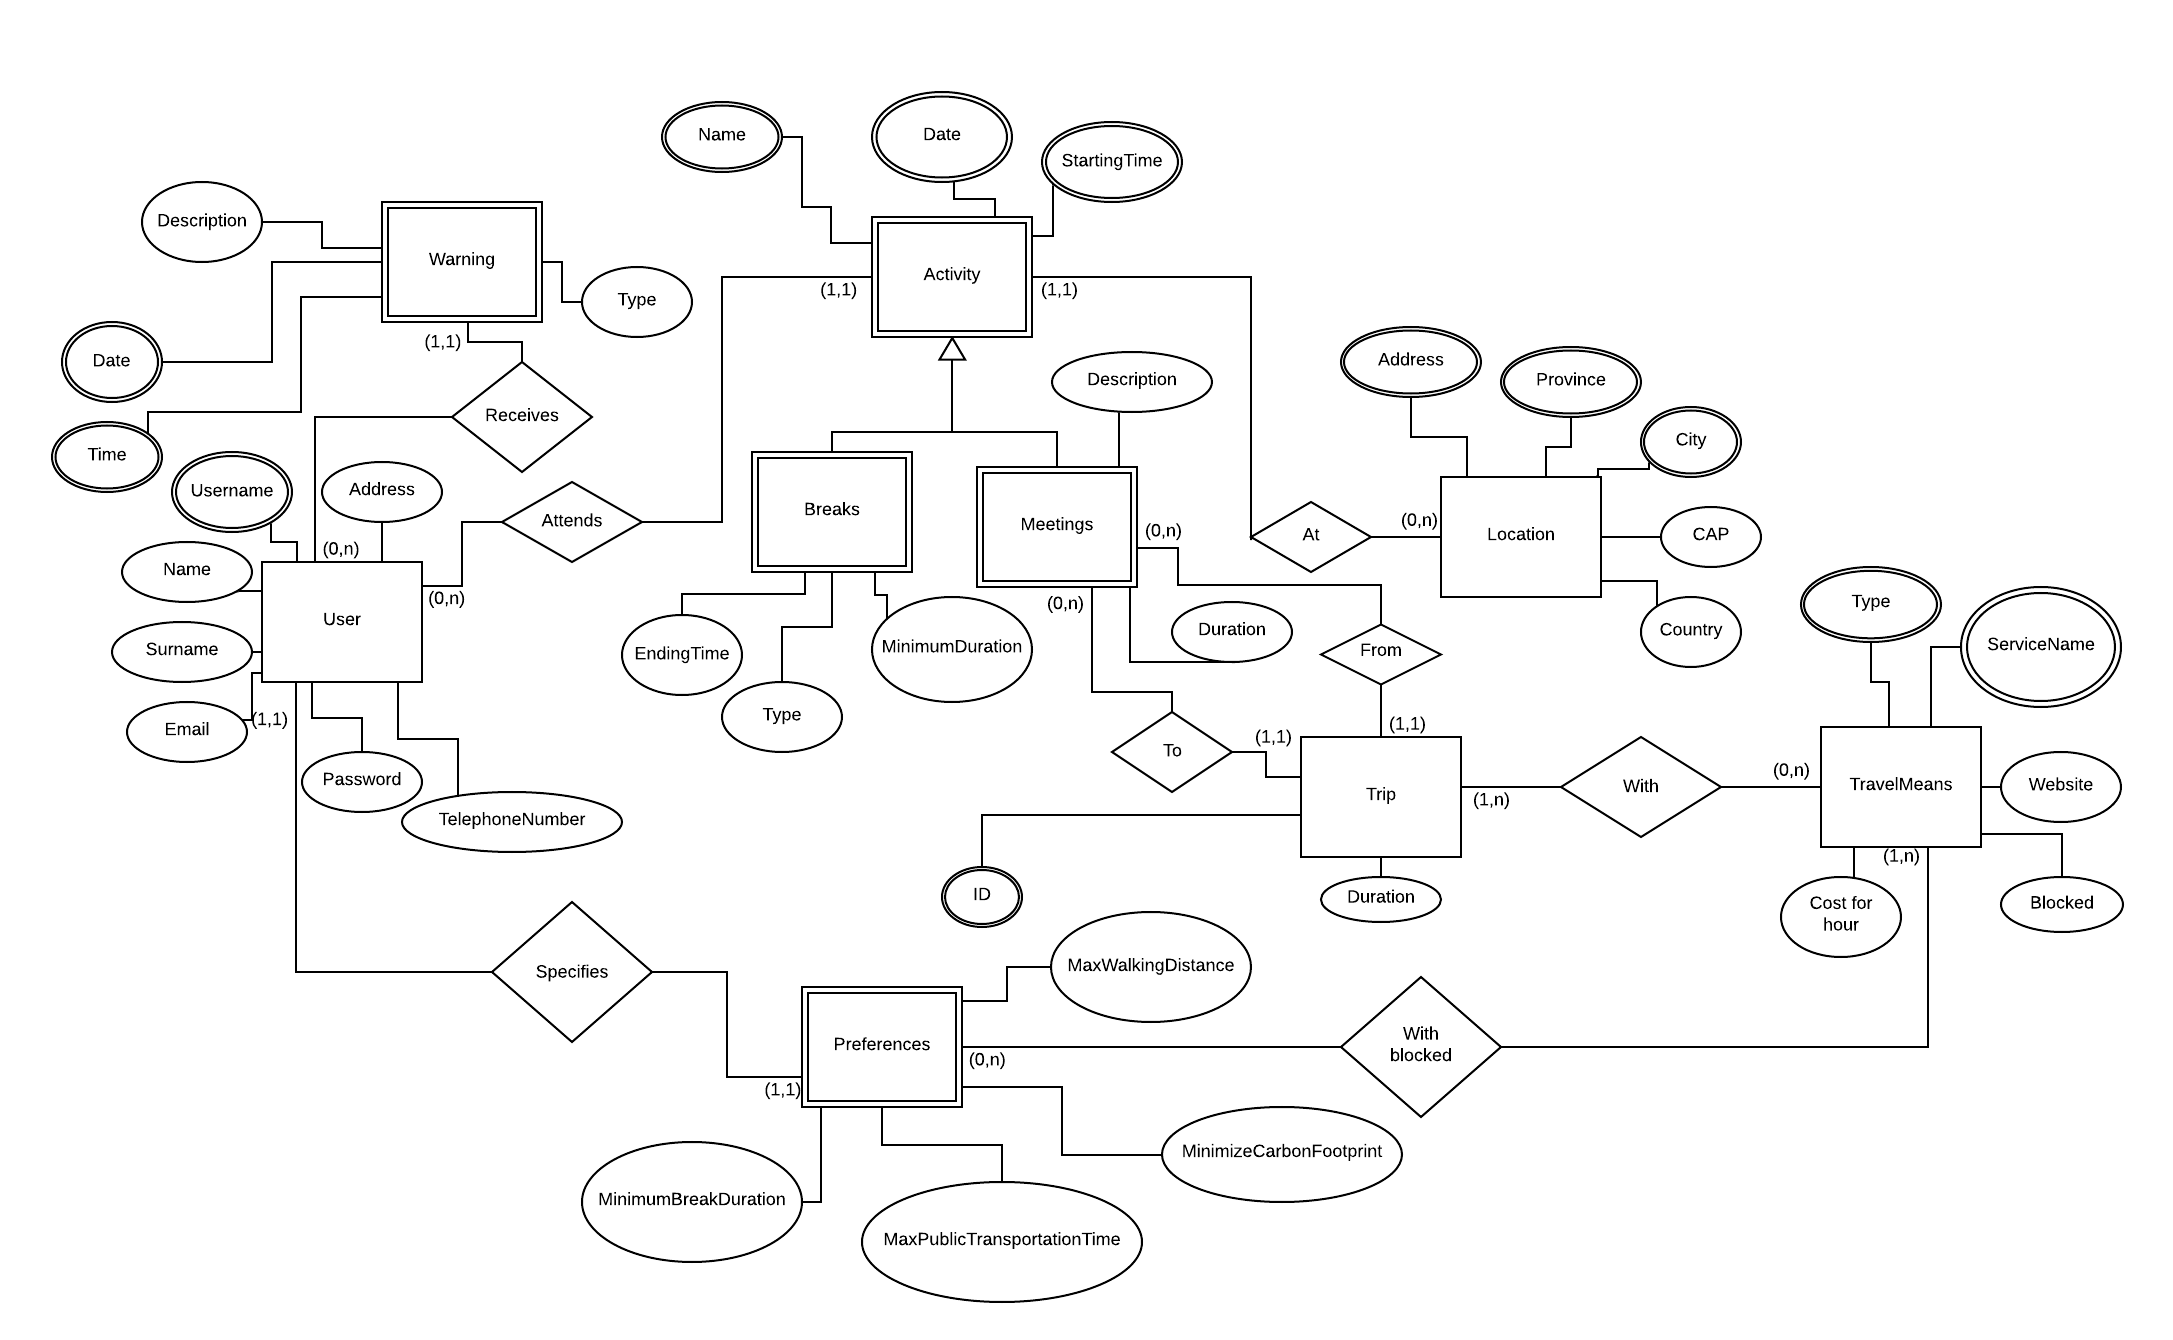 Name
Date
StartingTime
Description
Warning
Activity
Type
(1,1)
(1,1)
(1,1)
Date
Address
Province
Description
Receives
City
Time
Username
Address
Attends
Breaks
Meetings
(0,n)
(0,n)
At
Location
CAP
(0,n)
Name
(0,n)
(0,n)
Type
User
Duration
Country
ServiceName
Surname
EndingTime
MinimumDuration
From
Email
(1,1)
Type
(1,1)
(1,1)
To
Password
(0,n)
With
TravelMeans
Website
Trip
(1,n)
TelephoneNumber
(1,n)
ID
Duration
Cost for
hour
Blocked
Specifies
MaxWalkingDistance
Preferences
With
blocked
(0,n)
(1,1)
MinimizeCarbonFootprint
MinimumBreakDuration
MaxPublicTransportationTime